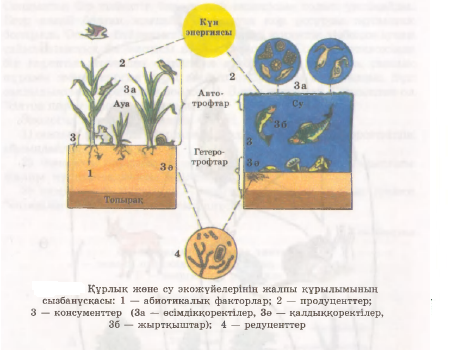 Күн
энергиясы
2
3а
Ауа
Авто-
трофтар
2
3а
Су
3
3б
3
Гетеро-
трофтар
3ә
1
3ә
Топырақ
4
Құрлық және су экожүйелерінің жалпы құрылымының
сызбанұсқасы: 1 — абиотикалық факторлар; 2 — продуценттер;
3 — консументтер (3а — өсімдікқоректілер, 3ә — қалдыққоректілер,
3б — жыртқыштар); 4 — редуценттер